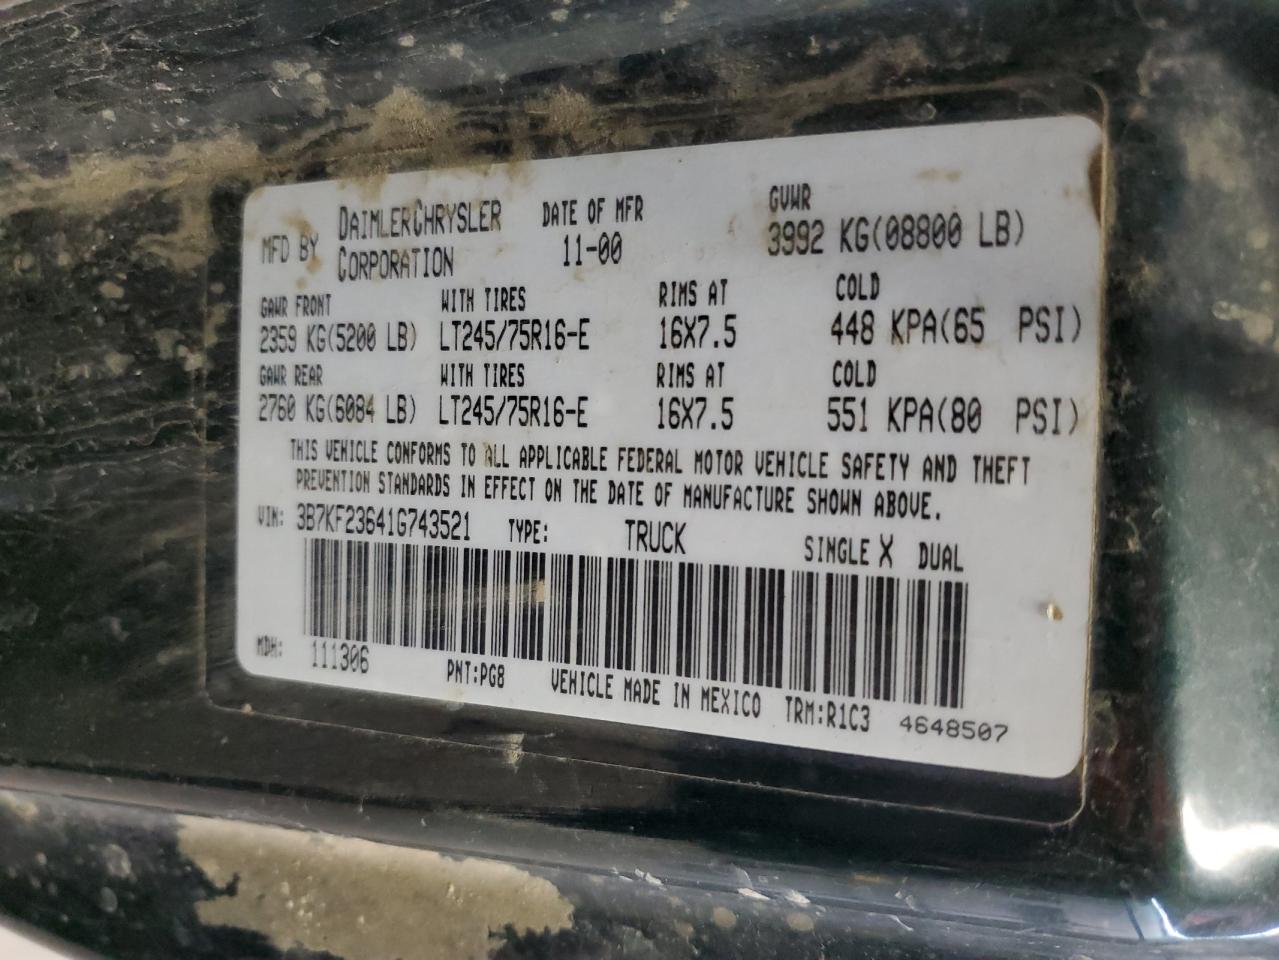 MFD BY DAIMLERCHRYSLER CORPORATION DATE OF MFR 11-00 GVWR 3992 KG(08800 LB)
GAWR FRONT WITH TIRES RIMS AT COLD
2359 KG(5200 LB) LT245/75R16-E 16X7.5 448 KPA(65 PSI)
GAWR REAR WITH TIRES RIMS AT COLD
2760 KG(6084 LB) LT245/75R16-E 16X7.5 551 KPA(80 PSI)
THIS VEHICLE CONFORMS TO ALL APPLICABLE FEDERAL MOTOR VEHICLE SAFETY AND THEFT
PREVENTION STANDARDS IN EFFECT ON THE DATE OF MANUFACTURE SHOWN ABOVE.
VIN: 3B7KF23641G743521 TYPE: TRUCK SINGLE X DUAL
MDH: 111306 PNT:PG8 VEHICLE MADE IN MEXICO TRM:R1C3 4648507